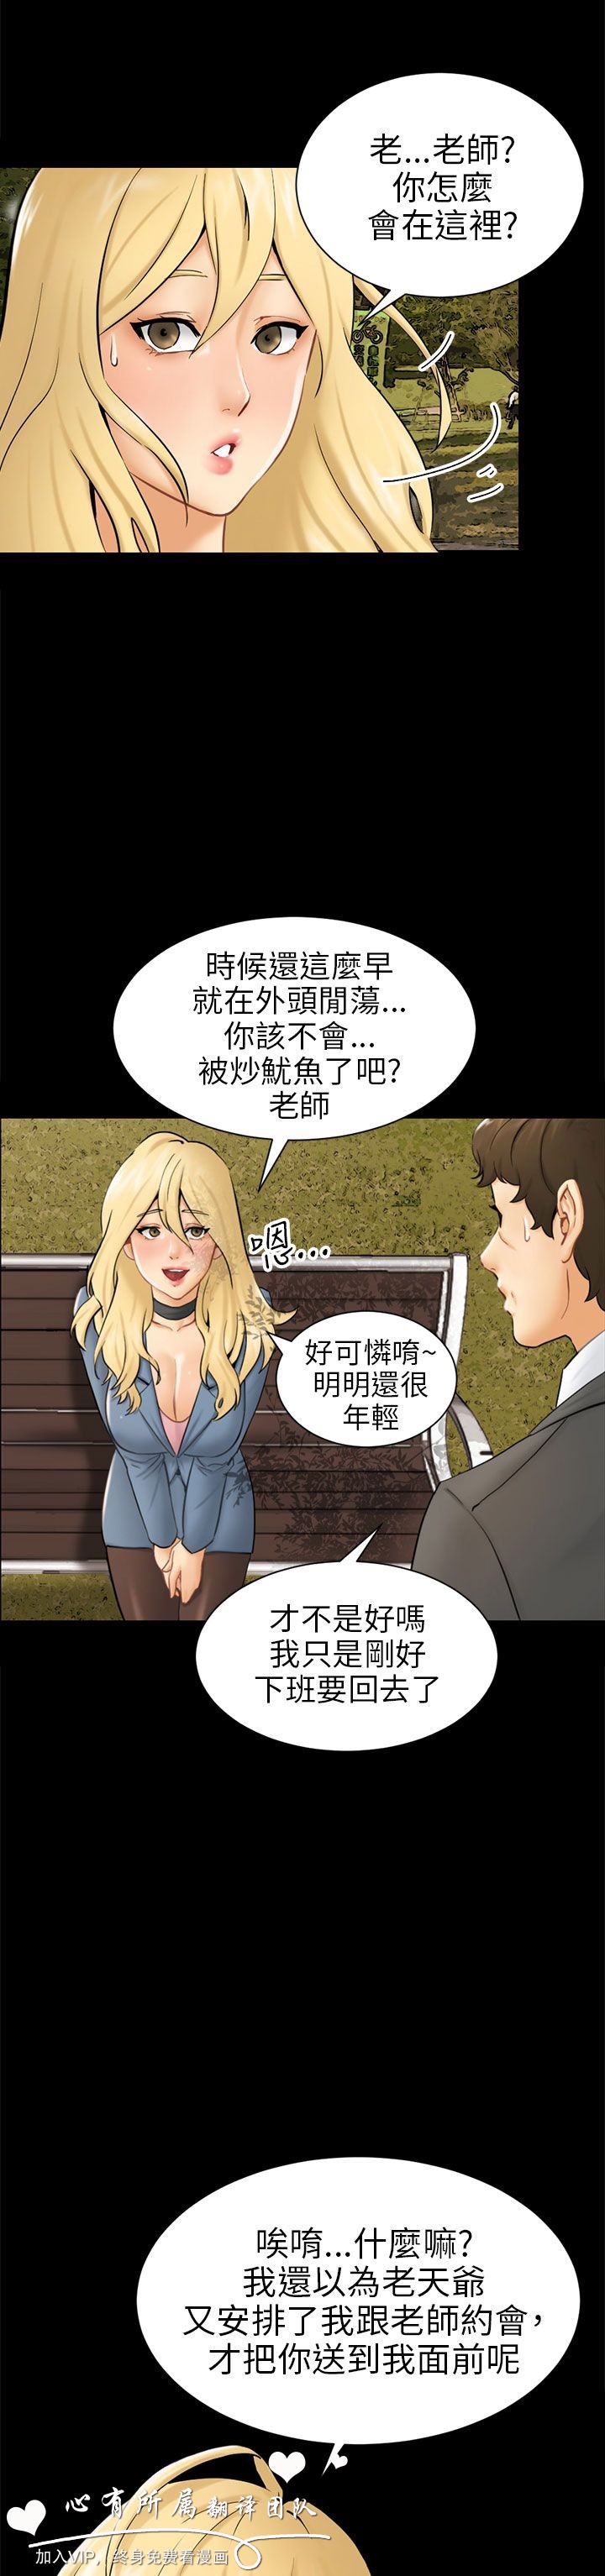 老...老師?
你怎麼
會在這裡?
時候還這麼早
就在外頭閒蕩...
你該不會...
被炒魷魚了吧?
老師
嗯...
好可憐唷~
明明還很
年輕
才不是好嗎
我只是剛好
下班要回去了
唉唷...什麼嘛?
我還以為老天爺
又安排了我跟老師約會，
才把你送到我面前呢
心有所属翻译团队
加入VIP，终身免费看漫画